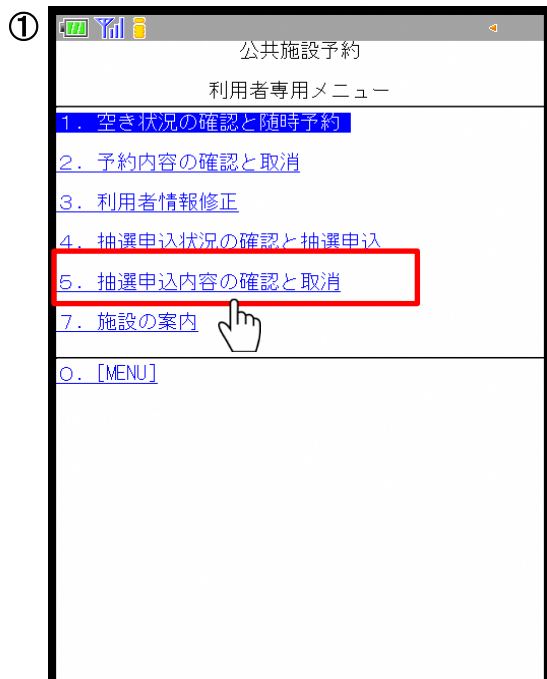 ①
公共施設予約
利用者専用メニュー
１．空き状況の確認と随時予約
２．予約内容の確認と取消
３．利用者情報修正
４．抽選申込状況の確認と抽選申込
５．抽選申込内容の確認と取消
７．施設の案内
０．[MENU]